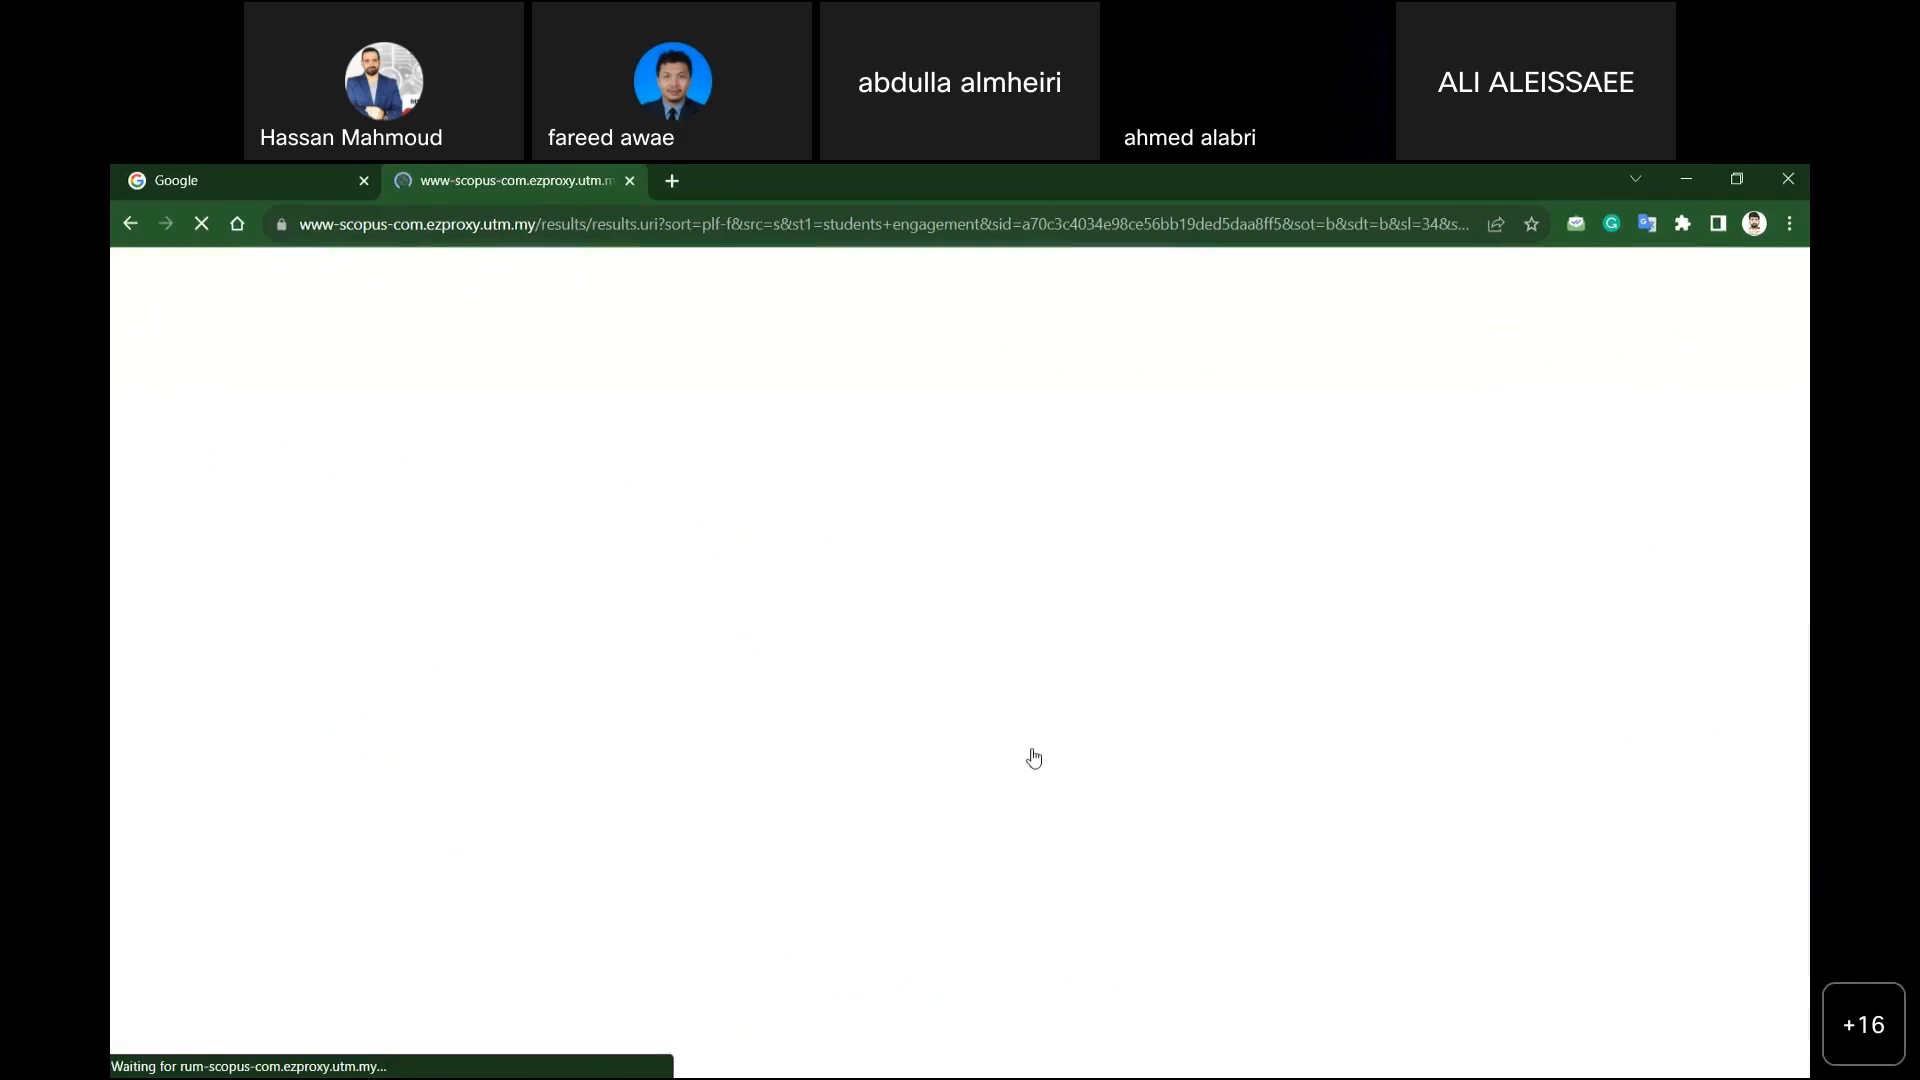 Hassan Mahmoud
fareed awae
abdulla almheiri
ahmed alabri
ALI ALEISSAEE
Google
www-scopus-com.ezproxy.utm.m
www-scopus-com.ezproxy.utm.my/results/results.uri?sort=plf-f&src=s&st1=students+engagement&sid=a70c3c4034e98ce56bb19ded5daa8ff5&sot=b&sdt=b&sl=34&s...
+16
Waiting for rum-scopus-com.ezproxy.utm.my...